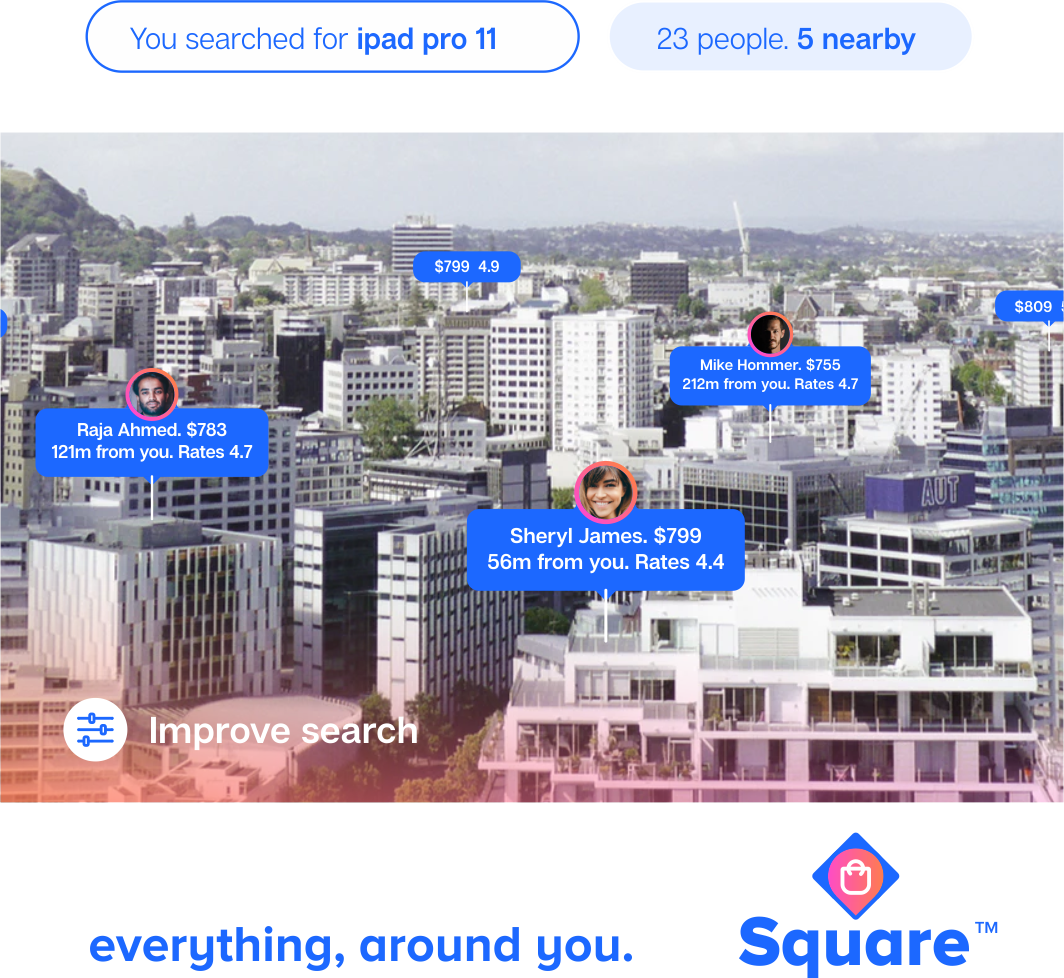 You searched for ipad pro 11
23 people. 5 nearby
$799 4.9
$809
Mike Hommer. $755
212m from you. Rates 4.7
Raja Ahmed. $783
121m from you. Rates 4.7
AUT
Sheryl James. $799
56m from you. Rates 4.4
Improve search
everything, around you.
Square™